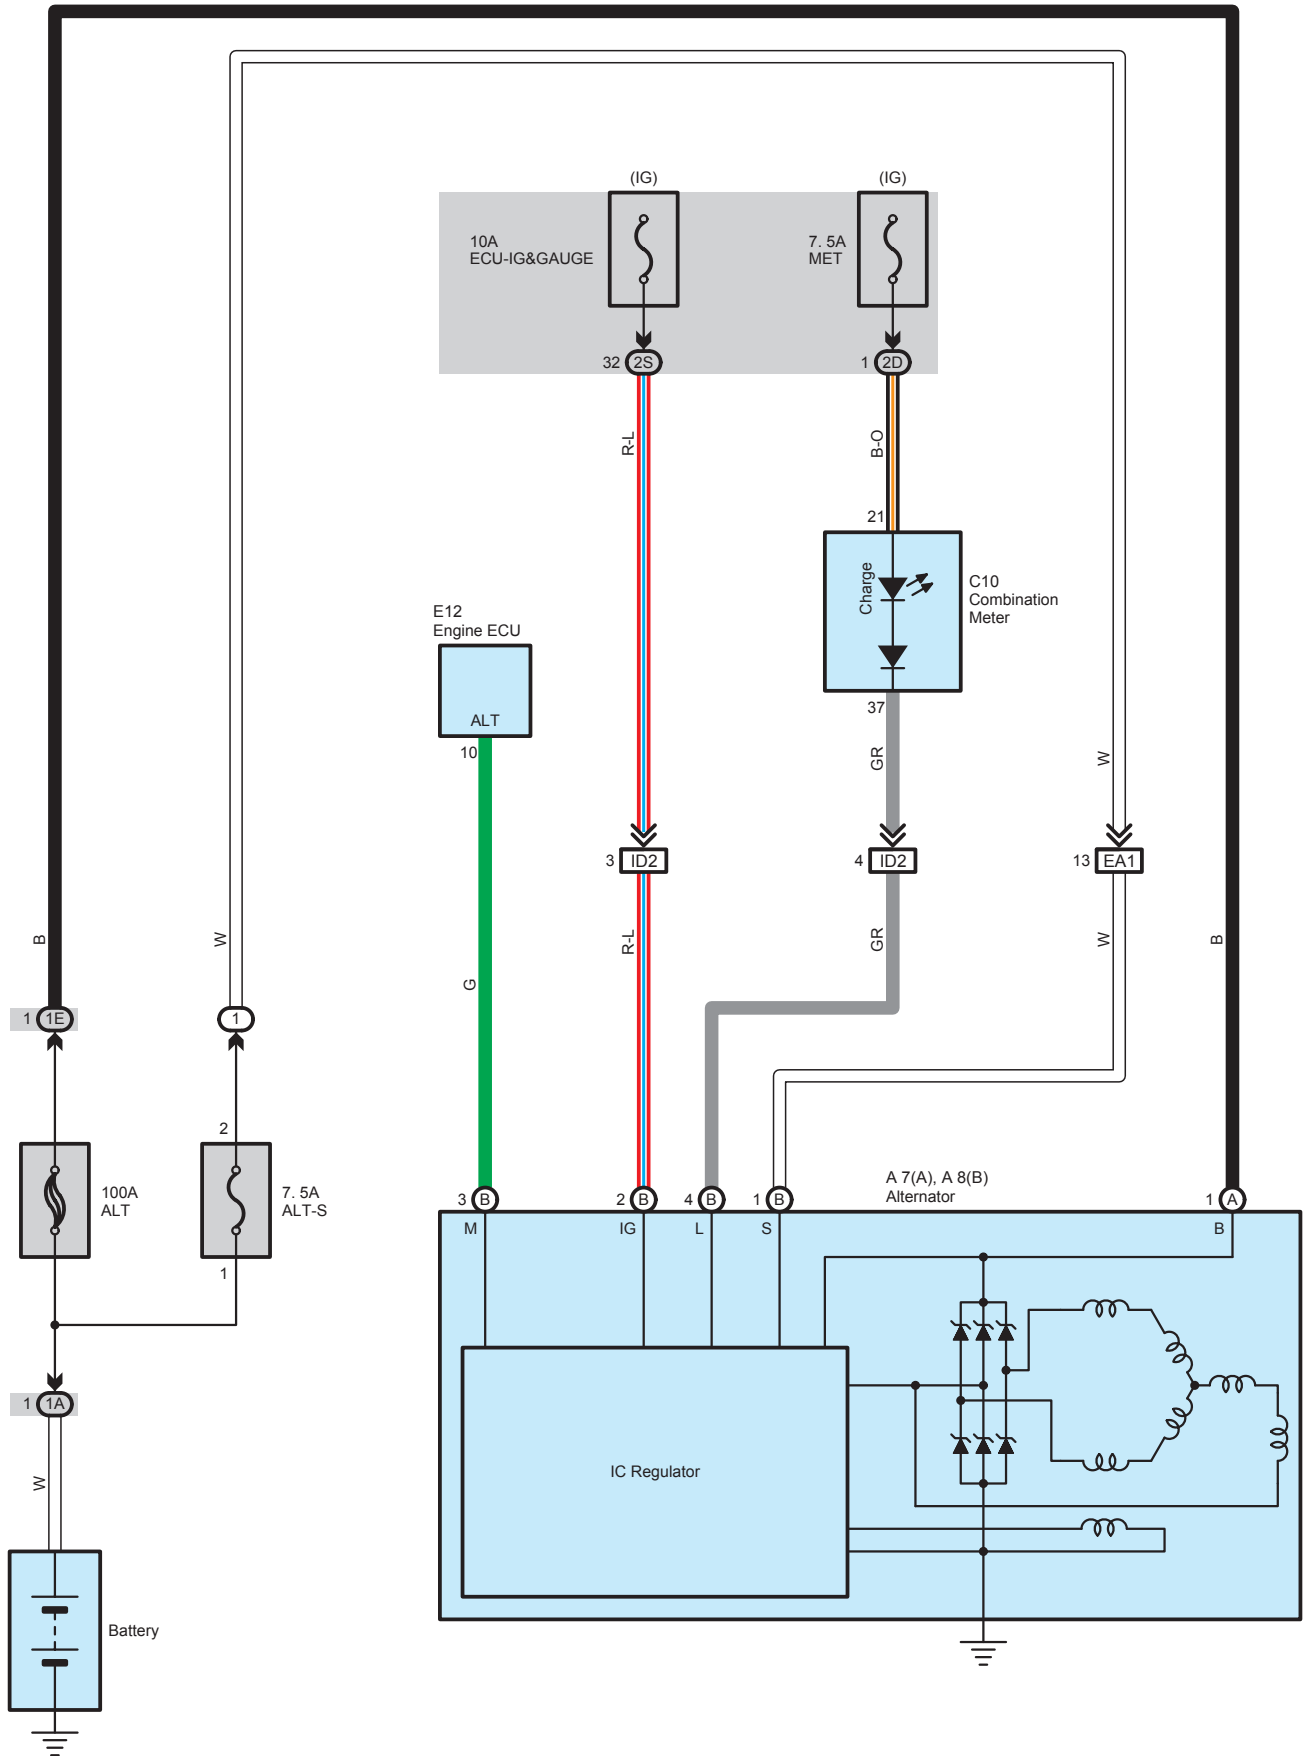 (IG)
(IG)
10A
ECU-IG&GAUGE
7. 5A
MET
32 2S
1 2D
R-L
B-O
21
Charge
C10
Combination
Meter
E12
Engine ECU
ALT
10
37
GR
W
3 ID2
4 ID2
13 EA1
B
W
G
R-L
GR
W
B
1 1E
1
2
100A
ALT
7. 5A
ALT-S
1
A 7(A), A 8(B)
Alternator
3 B
2 B
4 B
1 B
1 A
M
IG
L
S
B
1 1A
W
IC Regulator
Battery